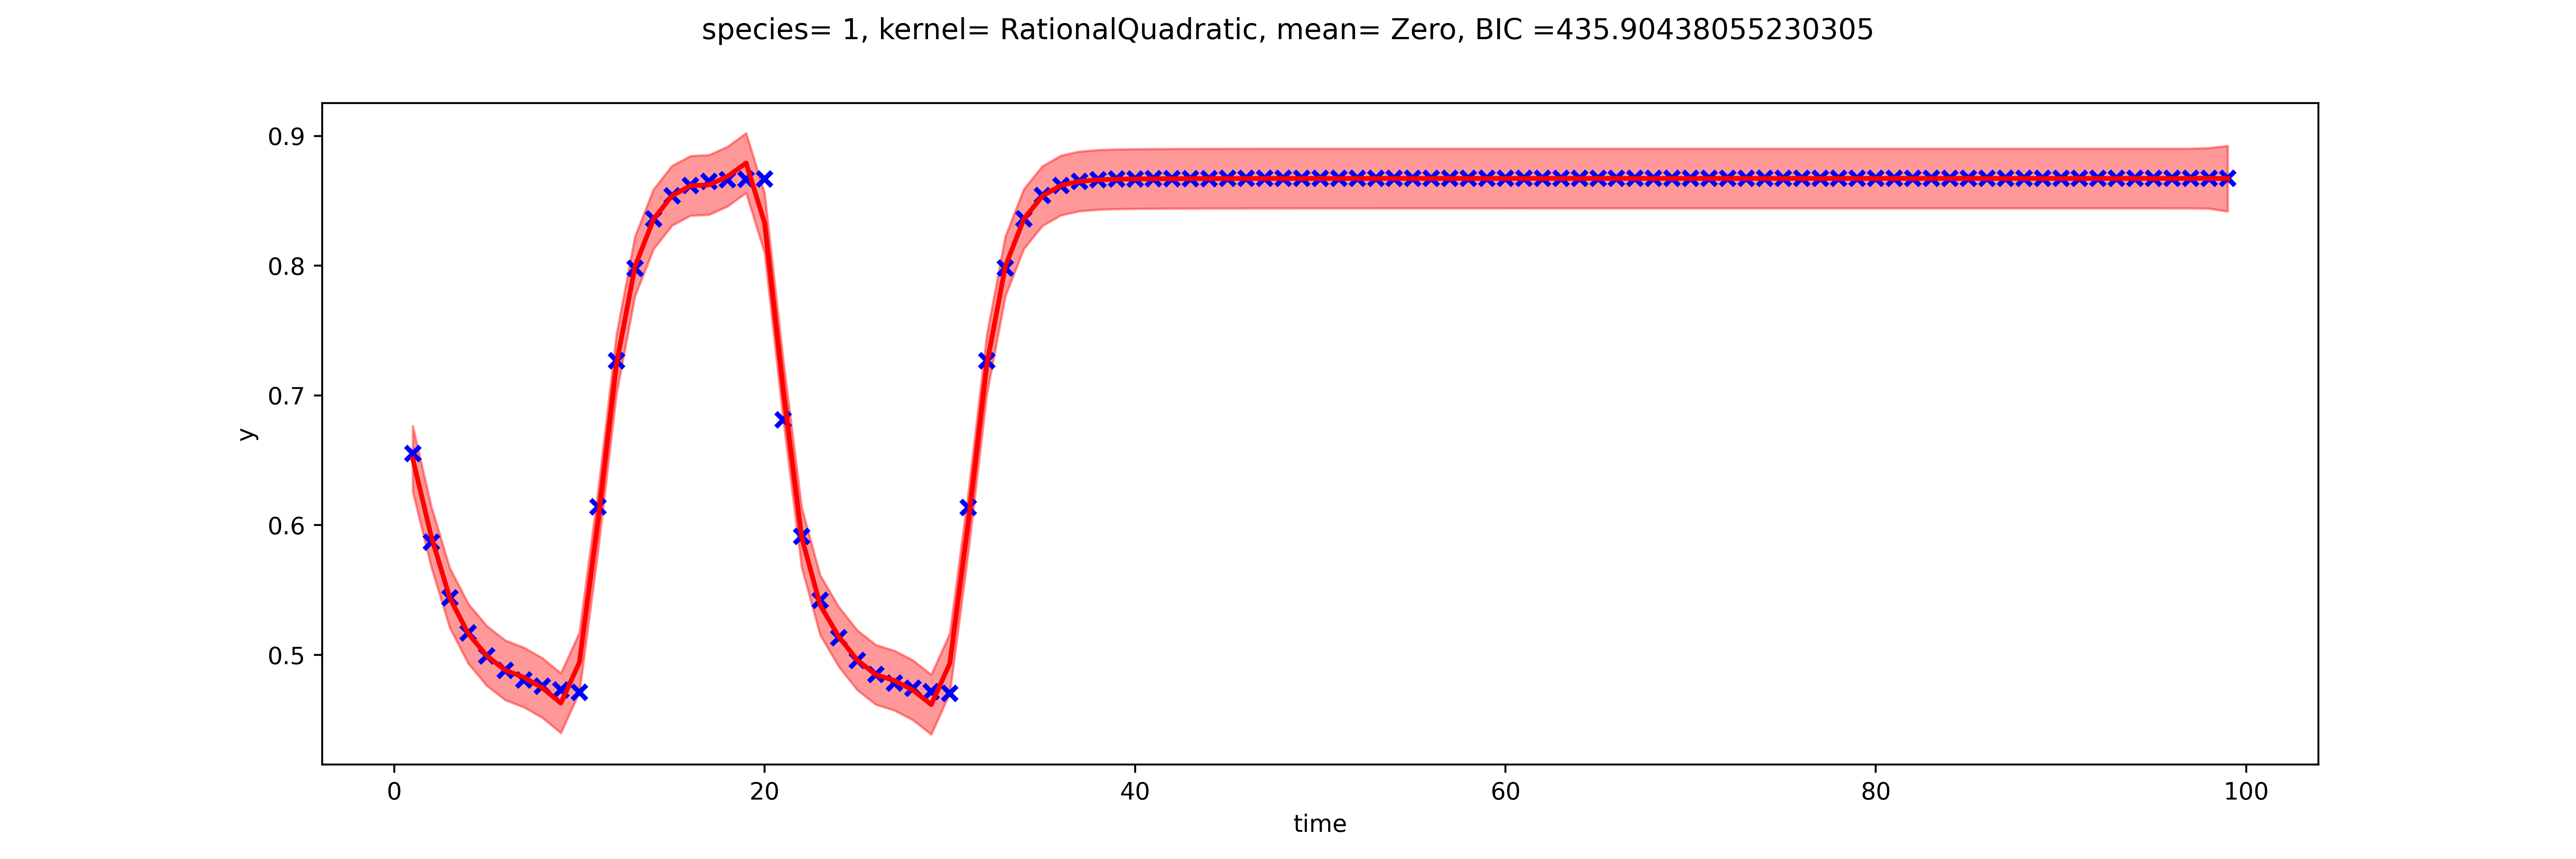 species= 1, kernel= RationalQuadratic, mean= Zero, BIC =435.90438055230305
0.9
0.8
0.7
0.6
0.5
y
0 20 40 60 80 100
time